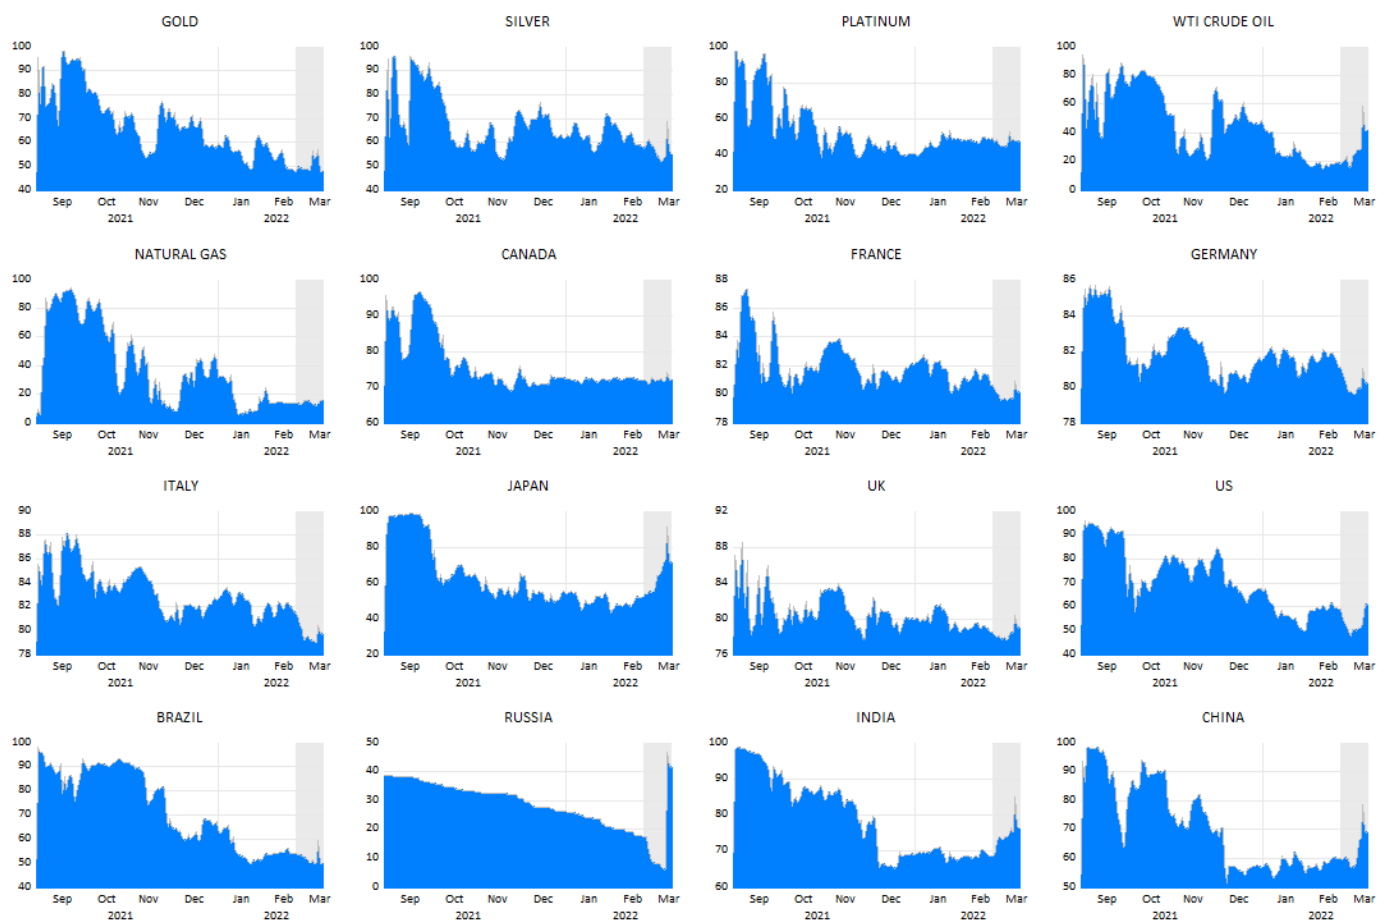 GOLD SILVER PLATINUM WTI CRUDE OIL
100 100 100 100
90 90 80
80 80 80 60
70 70 60 40
60 60 40 20
50 50 20 0
40 40
Sep Oct Nov Dec Jan Feb Mar Sep Oct Nov Dec Jan Feb Mar Sep Oct Nov Dec Jan Feb Mar Sep Oct Nov Dec Jan Feb Mar
2021 2022 2021 2022 2021 2022 2021 2022
NATURAL GAS CANADA FRANCE GERMANY
100 100 88 86
80 90 86 84
60 80 84 82
40 70 82 80
20 60 80 78
0 78
Sep Oct Nov Dec Jan Feb Mar Sep Oct Nov Dec Jan Feb Mar Sep Oct Nov Dec Jan Feb Mar Sep Oct Nov Dec Jan Feb Mar
2021 2022 2021 2022 2021 2022 2021 2022
ITALY JAPAN UK US
90 100 92 100
88 80 88 90
86 60 84 80
84 40 80 70
82 20 76 60
80 50
78 40
Sep Oct Nov Dec Jan Feb Mar Sep Oct Nov Dec Jan Feb Mar Sep Oct Nov Dec Jan Feb Mar Sep Oct Nov Dec Jan Feb Mar
2021 2022 2021 2022 2021 2022 2021 2022
BRAZIL RUSSIA INDIA CHINA
100 50 100 100
90 40 90 90
80 30 80 80
70 20 70 70
60 10 60 60
50 0 50
40
Sep Oct Nov Dec Jan Feb Mar Sep Oct Nov Dec Jan Feb Mar Sep Oct Nov Dec Jan Feb Mar Sep Oct Nov Dec Jan Feb Mar
2021 2022 2021 2022 2021 2022 2021 2022